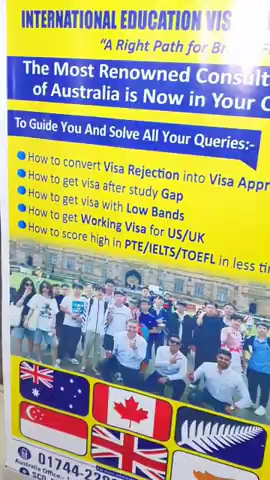 INTERNATIONAL EDUCATION VIS
"A Right Path for
The Most Renowned Consult
of Australia is Now in Your
To Guide You And Solve All Your Queries:-
How to convert Visa Rejection into Visa Appr
How to get visa after study Gap
How to get visa with Low Bands
How to get Working Visa for US/UK
How to score high in PTE/IELTS/TOEFL in less ti
01744-22
Australia Office:-
SCO